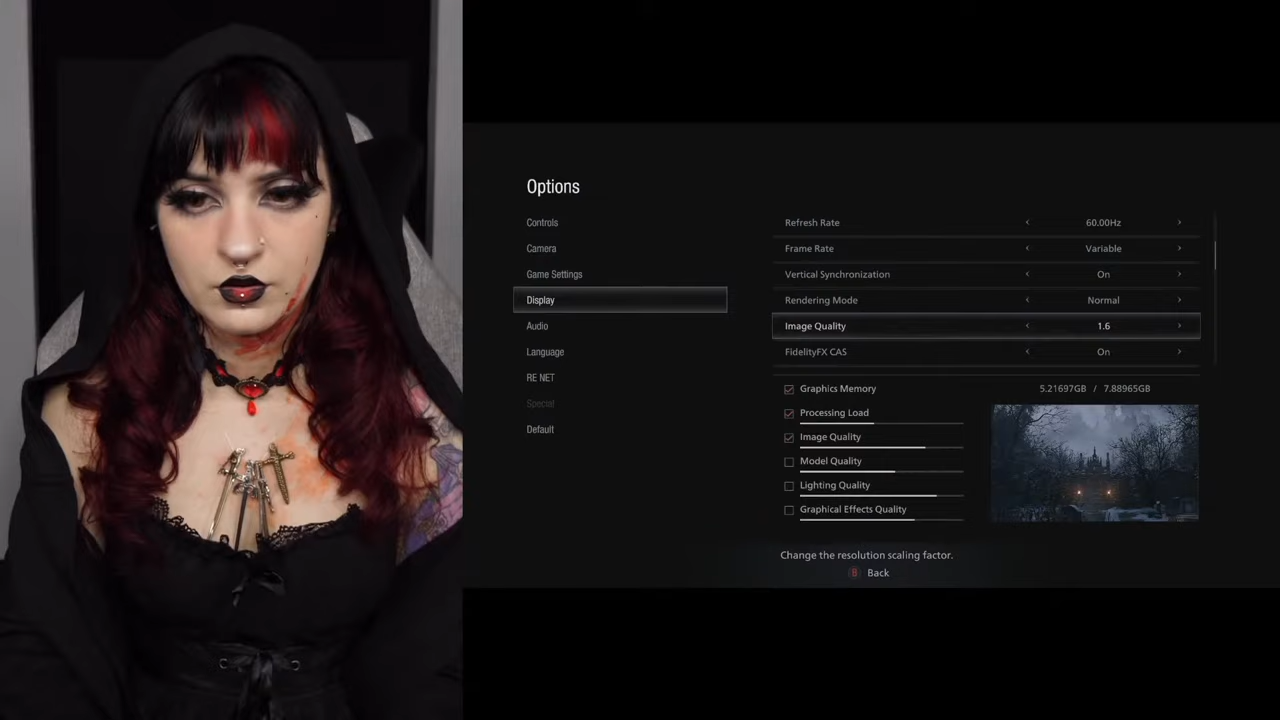 Options
Controls
Camera
Game Settings
Display
Audio
Language
RE NET
Special
Default
Refresh Rate 60.00Hz
Frame Rate Variable
Vertical Synchronization On
Rendering Mode Normal
Image Quality 1.6
FidelityFX CAS On
Graphics Memory 5.21697GB / 7.88965GB
Processing Load
Image Quality
Model Quality
Lighting Quality
Graphical Effects Quality
Change the resolution scaling factor.
B Back